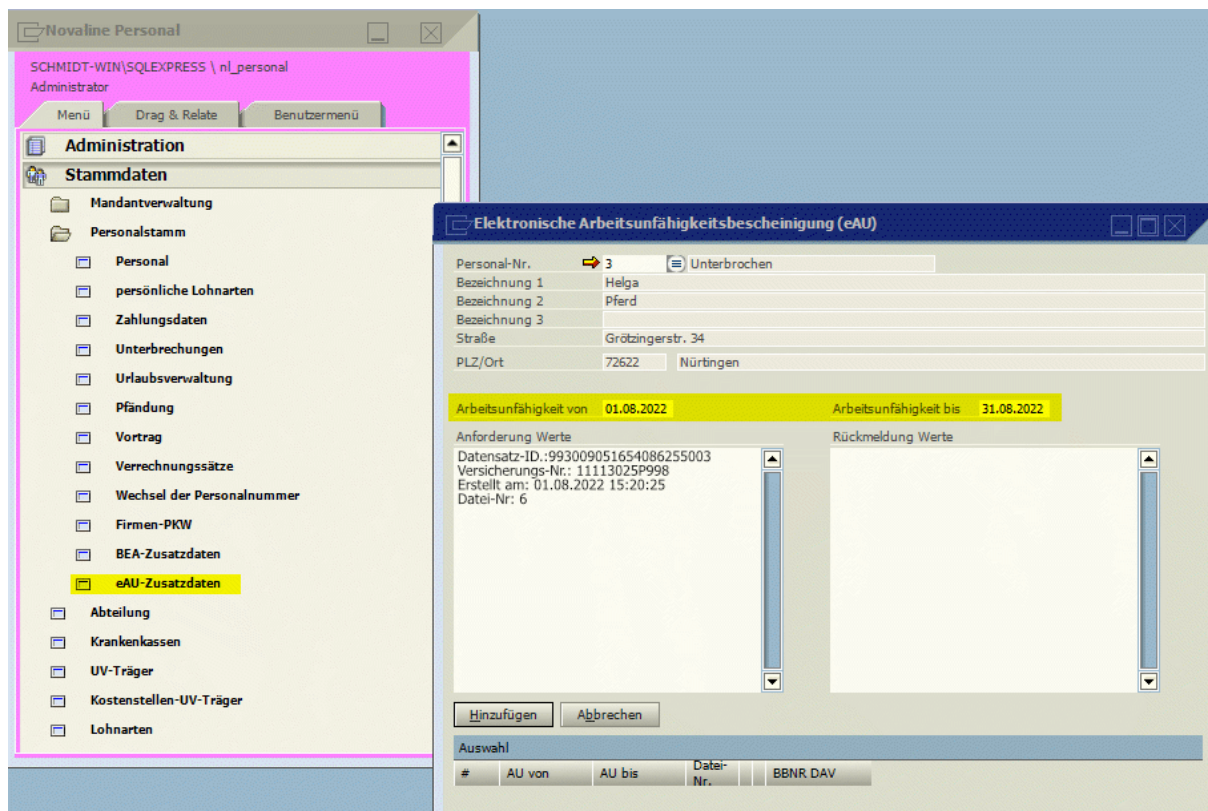 Novaline Personal
SCHMIDT-WIN\SQLEXPRESS \ nl_personal
Administrator
Menü Drag & Relate Benutzermenü
Administration
Stammdaten
Mandantverwaltung
Personalstamm
Personal
persönliche Lohnarten
Zahlungsdaten
Unterbrechungen
Urlaubsverwaltung
Pfändung
Vortrag
Verrechnungssätze
Wechsel der Personalnummer
Firmen-PKW
BEA-Zusatzdaten
eAU-Zusatzdaten
Abteilung
Krankenkassen
UV-Träger
Kostenstellen-UV-Träger
Lohnarten
Elektronische Arbeitsunfähigkeitsbescheinigung (eAU)
Personal-Nr. 3 Unterbrochen
Bezeichnung 1 Helga
Bezeichnung 2 Pferd
Bezeichnung 3
Straße Grötzingerstr. 34
PLZ/Ort 72622 Nürtingen
Arbeitsunfähigkeit von 01.08.2022 Arbeitsunfähigkeit bis 31.08.2022
Anforderung Werte Rückmeldung Werte
Datensatz-ID.:993009051654086255003
Versicherungs-Nr.: 11113025P998
Erstellt am: 01.08.2022 15:20:25
Datei-Nr: 6
Hinzufügen Abbrechen
Auswahl
# AU von AU bis Datei-Nr. BBNR DAV